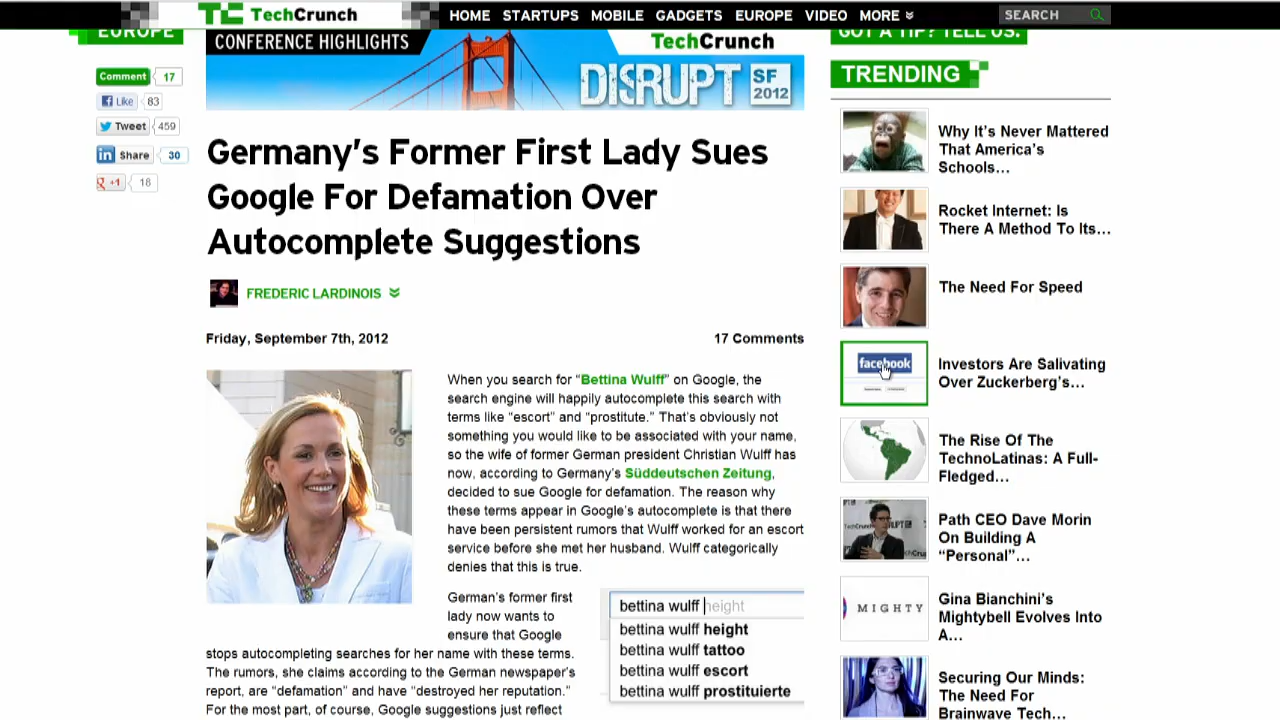 TechCrunch
HOME STARTUPS MOBILE GADGETS EUROPE VIDEO MORE
SEARCH
EUROPE
CONFERENCE HIGHLIGHTS
TechCrunch
DISRUPT SF 2012
Comment 17
Like 83
Tweet 459
Share 30
+1 18
Germany's Former First Lady Sues
Google For Defamation Over
Autocomplete Suggestions
FREDERIC LARDINOIS
Friday, September 7th, 2012
17 Comments
When you search for "Bettina Wulff" on Google, the
search engine will happily autocomplete this search with
terms like "escort" and "prostitute." That's obviously not
something you would like to be associated with your name,
so the wife of former German president Christian Wulff has
now, according to Germany's Süddeutschen Zeitung,
decided to sue Google for defamation. The reason why
these terms appear in Google's autocomplete is that there
have been persistent rumors that Wulff worked for an escort
service before she met her husband. Wulff categorically
denies that this is true.
German's former first
lady now wants to
ensure that Google
stops autocompleting searches for her name with these terms.
The rumors, she claims according to the German newspaper's
report, are "defamation" and have "destroyed her reputation."
For the most part, of course, Google suggestions just reflect
bettina wulff height
bettina wulff height
bettina wulff tattoo
bettina wulff escort
bettina wulff prostituierte
GOT A TIP? TELL US.
TRENDING
Why It's Never Mattered
That America's
Schools…
Rocket Internet: Is
There A Method To Its…
The Need For Speed
facebook
Investors Are Salivating
Over Zuckerberg's…
The Rise Of The
TechnoLatinas: A Full-
Fledged…
Path CEO Dave Morin
On Building A
"Personal"…
MIGHTY
Gina Bianchini's
Mightybell Evolves Into
A…
Securing Our Minds:
The Need For
Brainwave Tech…